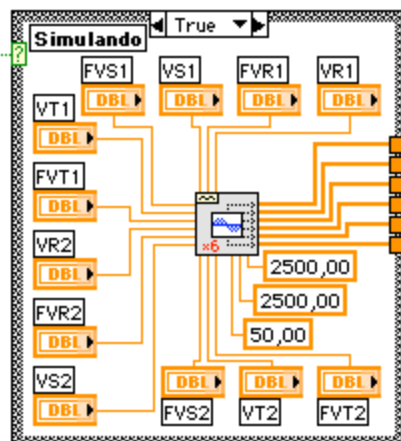 True
Simulando
?
FVS1 VS1 FVR1 VR1
DBL DBL DBL DBL
VT1
DBL
FVT1
DBL
VR2
DBL
x6
2500,00
FVR2
DBL
2500,00
50,00
VS2
DBL
DBL DBL DBL
FVS2 VT2 FVT2